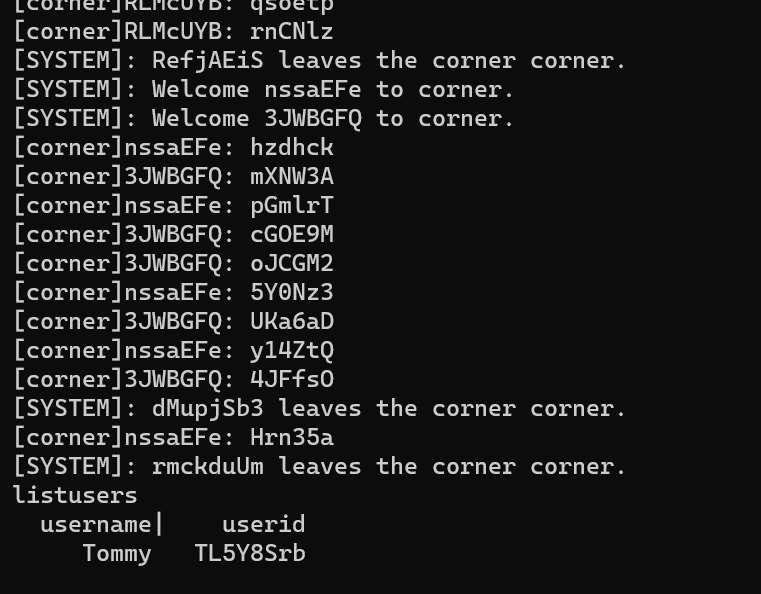 [corner]RLMcUYB: qsoetp
[corner]RLMcUYB: rnCNlz
[SYSTEM]: RefjAEiS leaves the corner corner.
[SYSTEM]: Welcome nssaEFe to corner.
[SYSTEM]: Welcome 3JWBGFQ to corner.
[corner]nssaEFe: hzdhck
[corner]3JWBGFQ: mXNW3A
[corner]nssaEFe: pGmlrT
[corner]3JWBGFQ: cGOE9M
[corner]3JWBGFQ: oJCGM2
[corner]nssaEFe: 5Y0Nz3
[corner]3JWBGFQ: UKa6aD
[corner]nssaEFe: y14ZtQ
[corner]3JWBGFQ: 4JFfsO
[SYSTEM]: dMupjSb3 leaves the corner corner.
[corner]nssaEFe: Hrn35a
[SYSTEM]: rmckduUm leaves the corner corner.
listusers
username|    userid
Tommy   TL5Y8Srb